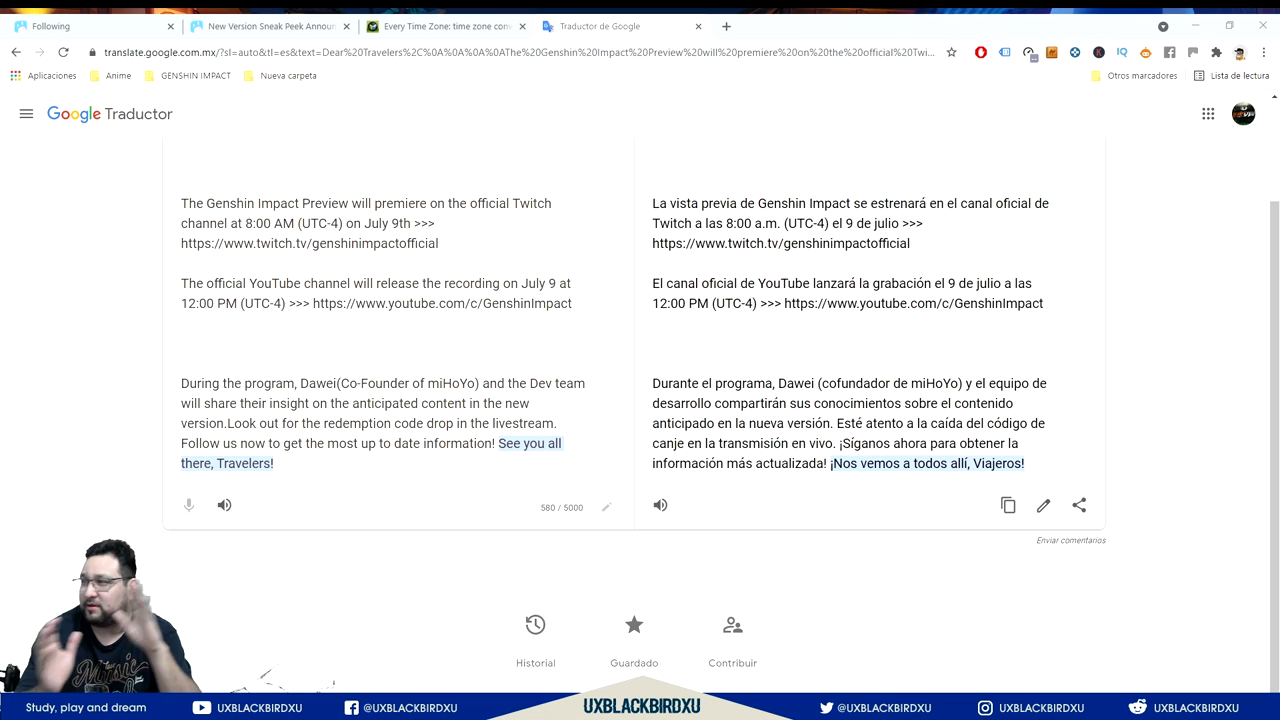 Following
New Version Sneak Peek Announ
Every Time Zone: time zone conv
Traductor de Google
translate.google.com.mx/?sl=auto&tl=es&text=Dear%20Travelers%2C%0A%0A%0A%0AThe%20Genshin%20Impact%20Preview%20will%20premiere%20on%20the%20official%20Twi...
Aplicaciones
Anime
GENSHIN IMPACT
Nueva carpeta
Otros marcadores
Lista de lectura
Google Traductor
The Genshin Impact Preview will premiere on the official Twitch
channel at 8:00 AM (UTC-4) on July 9th >>>
https://www.twitch.tv/genshinimpactofficial
The official YouTube channel will release the recording on July 9 at
12:00 PM (UTC-4) >>> https://www.youtube.com/c/GenshinImpact
During the program, Dawei(Co-Founder of miHoYo) and the Dev team
will share their insight on the anticipated content in the new
version.Look out for the redemption code drop in the livestream.
Follow us now to get the most up to date information! See you all
there, Travelers!
580 / 5000
La vista previa de Genshin Impact se estrenará en el canal oficial de
Twitch a las 8:00 a.m. (UTC-4) el 9 de julio >>>
https://www.twitch.tv/genshinimpactofficial
El canal oficial de YouTube lanzará la grabación el 9 de julio a las
12:00 PM (UTC-4) >>> https://www.youtube.com/c/GenshinImpact
Durante el programa, Dawei (cofundador de miHoYo) y el equipo de
desarrollo compartirán sus conocimientos sobre el contenido
anticipado en la nueva versión. Esté atento a la caída del código de
canje en la transmisión en vivo. ¡Síganos ahora para obtener la
información más actualizada! ¡Nos vemos a todos allí, Viajeros!
Enviar comentarios
Historial
Guardado
Contribuir
Music
Study, play and dream
UXBLACKBIRDXU
@UXBLACKBIRDXU
UXBLACKBIRDXU
@UXBLACKBIRDXU
UXBLACKBIRDXU
UXBLACKBIRDXU